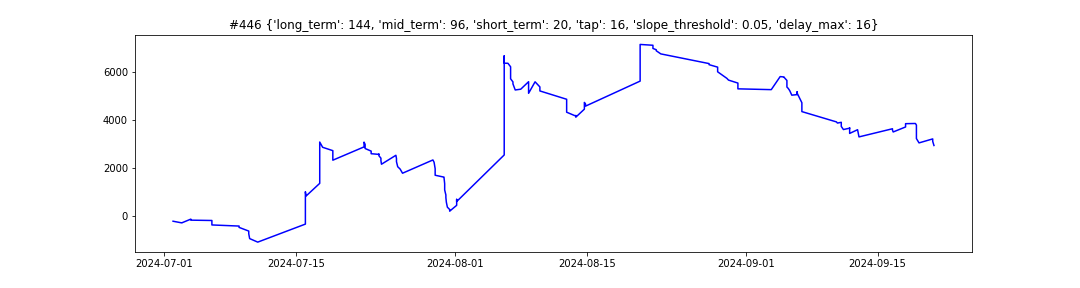 #446 {'long_term': 144, 'mid_term': 96, 'short_term': 20, 'tap': 16, 'slope_threshold': 0.05, 'delay_max': 16}
6000
4000
2000
0
2024-07-01 2024-07-15 2024-08-01 2024-08-15 2024-09-01 2024-09-15